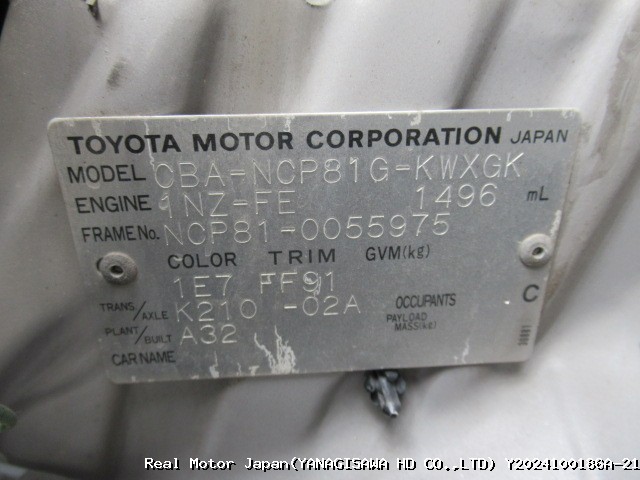 TOYOTA MOTOR CORPORATION JAPAN
MODEL CBA-NCP81G-KWXGK
ENGINE 1NZ-FE 1496 mL
FRAME No. NCP81-0055975
COLOR TRIM GVM(kg)
1E7 FF91
TRANS/AXLE K210 -02A OCCUPANTS C
PLANT/BUILT A32 PAYLOAD MASS(kg)
CAR NAME
Real Motor Japan(YANAGISAWA HD CO.,LTD) Y2024100186A-21